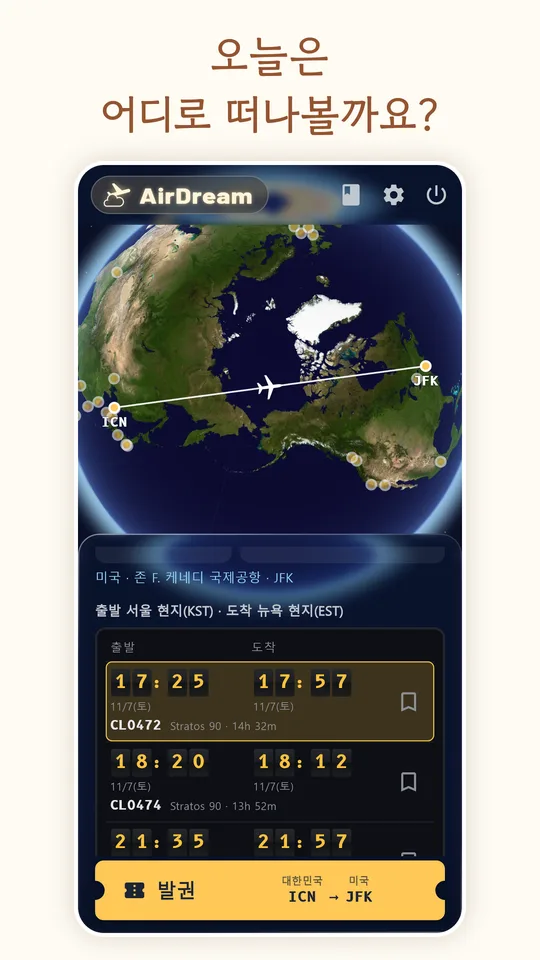 오늘은
어디로 떠나볼까요?
AirDream
JFK
ICN
미국 · 존 F. 케네디 국제공항 · JFK
출발 서울 현지(KST) · 도착 뉴욕 현지(EST)
출발 도착
17:25 17:57
11/7(토) 11/7(토)
CL0472 Stratos 90 · 14h 32m
18:20 18:12
11/7(토) 11/7(토)
CL0474 Stratos 90 · 13h 52m
21:35 21:57
발권 대한민국 미국
ICN → JFK